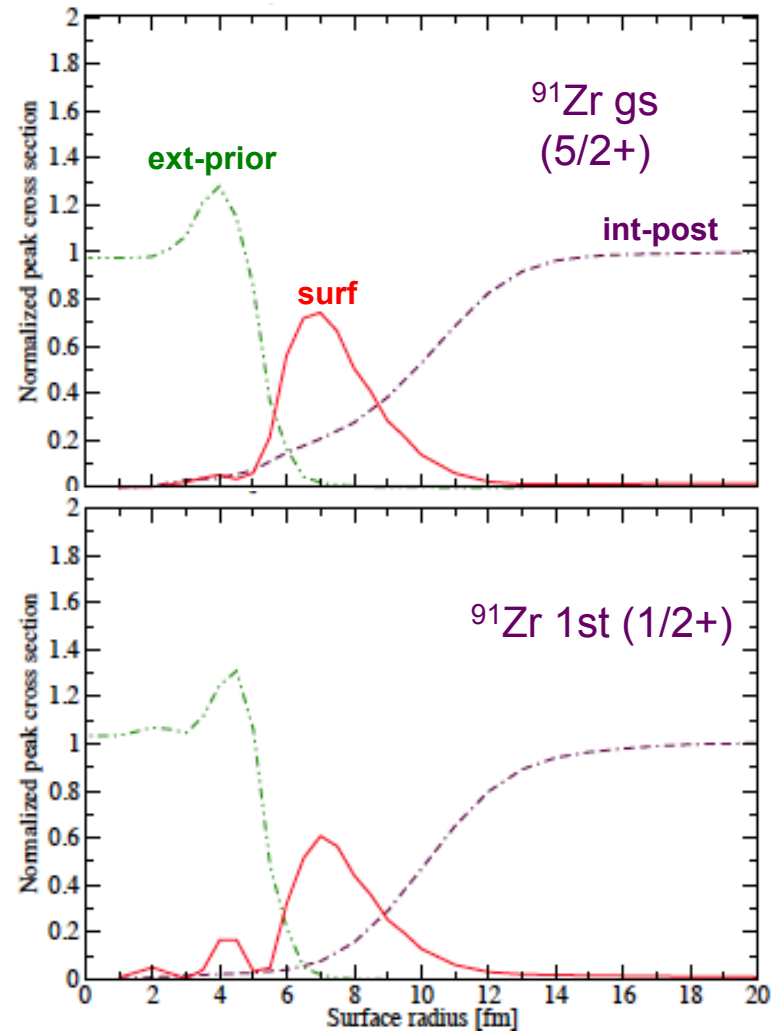 2
1.8
1.6
1.4
1.2
1
0.8
0.6
0.4
0.2
0
Normalized peak cross section
⁹¹Zr gs
(5/2+)
ext-prior
int-post
surf
2
1.8
1.6
1.4
1.2
1
0.8
0.6
0.4
0.2
0
Normalized peak cross section
⁹¹Zr 1st (1/2+)
0 2 4 6 8 10 12 14 16 18 20
Surface radius [fm]